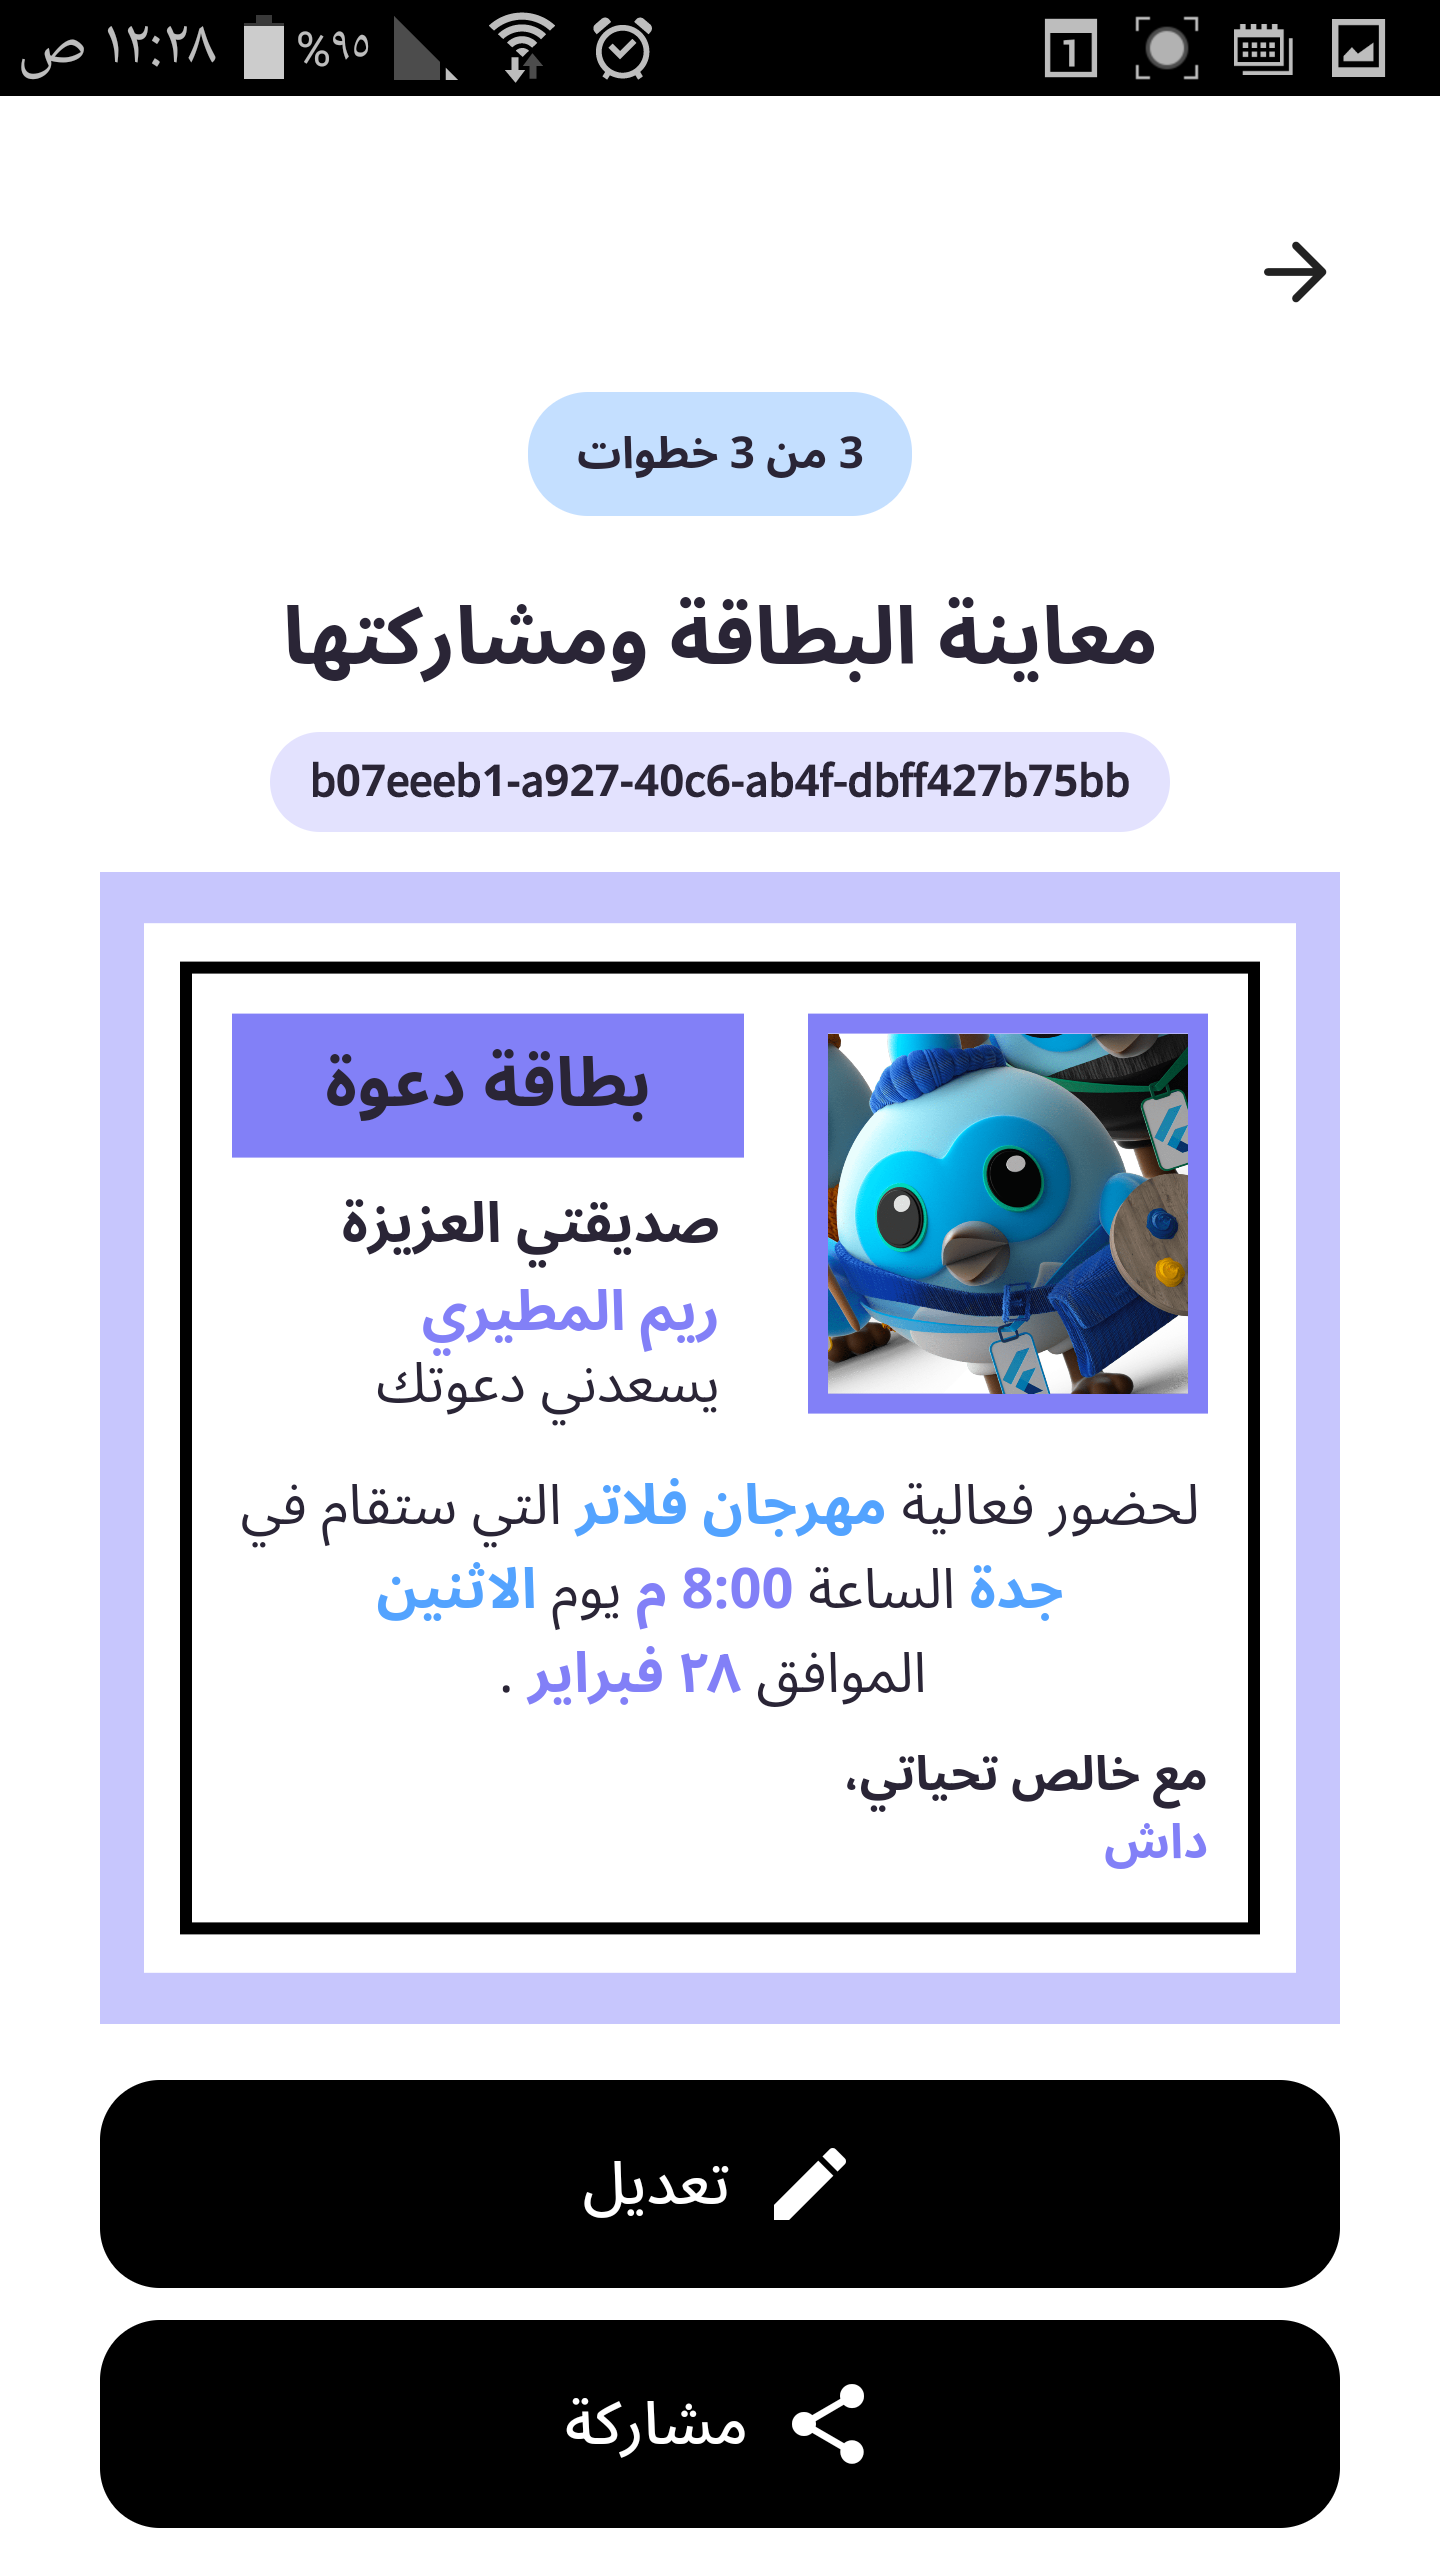 ١٢:٢٨ ص
%٩٥
1
3 من 3 خطوات
معاينة البطاقة ومشاركتها
b07eeeb1-a927-40c6-ab4f-dbff427b75bb
بطاقة دعوة
صديقتي العزيزة
ريم المطيري
يسعدني دعوتك
لحضور فعالية مهرجان فلاتر التي ستقام في
جدة الساعة 8:00 م يوم الاثنين
الموافق ٢٨ فبراير .
مع خالص تحياتي،
داش
تعديل
مشاركة